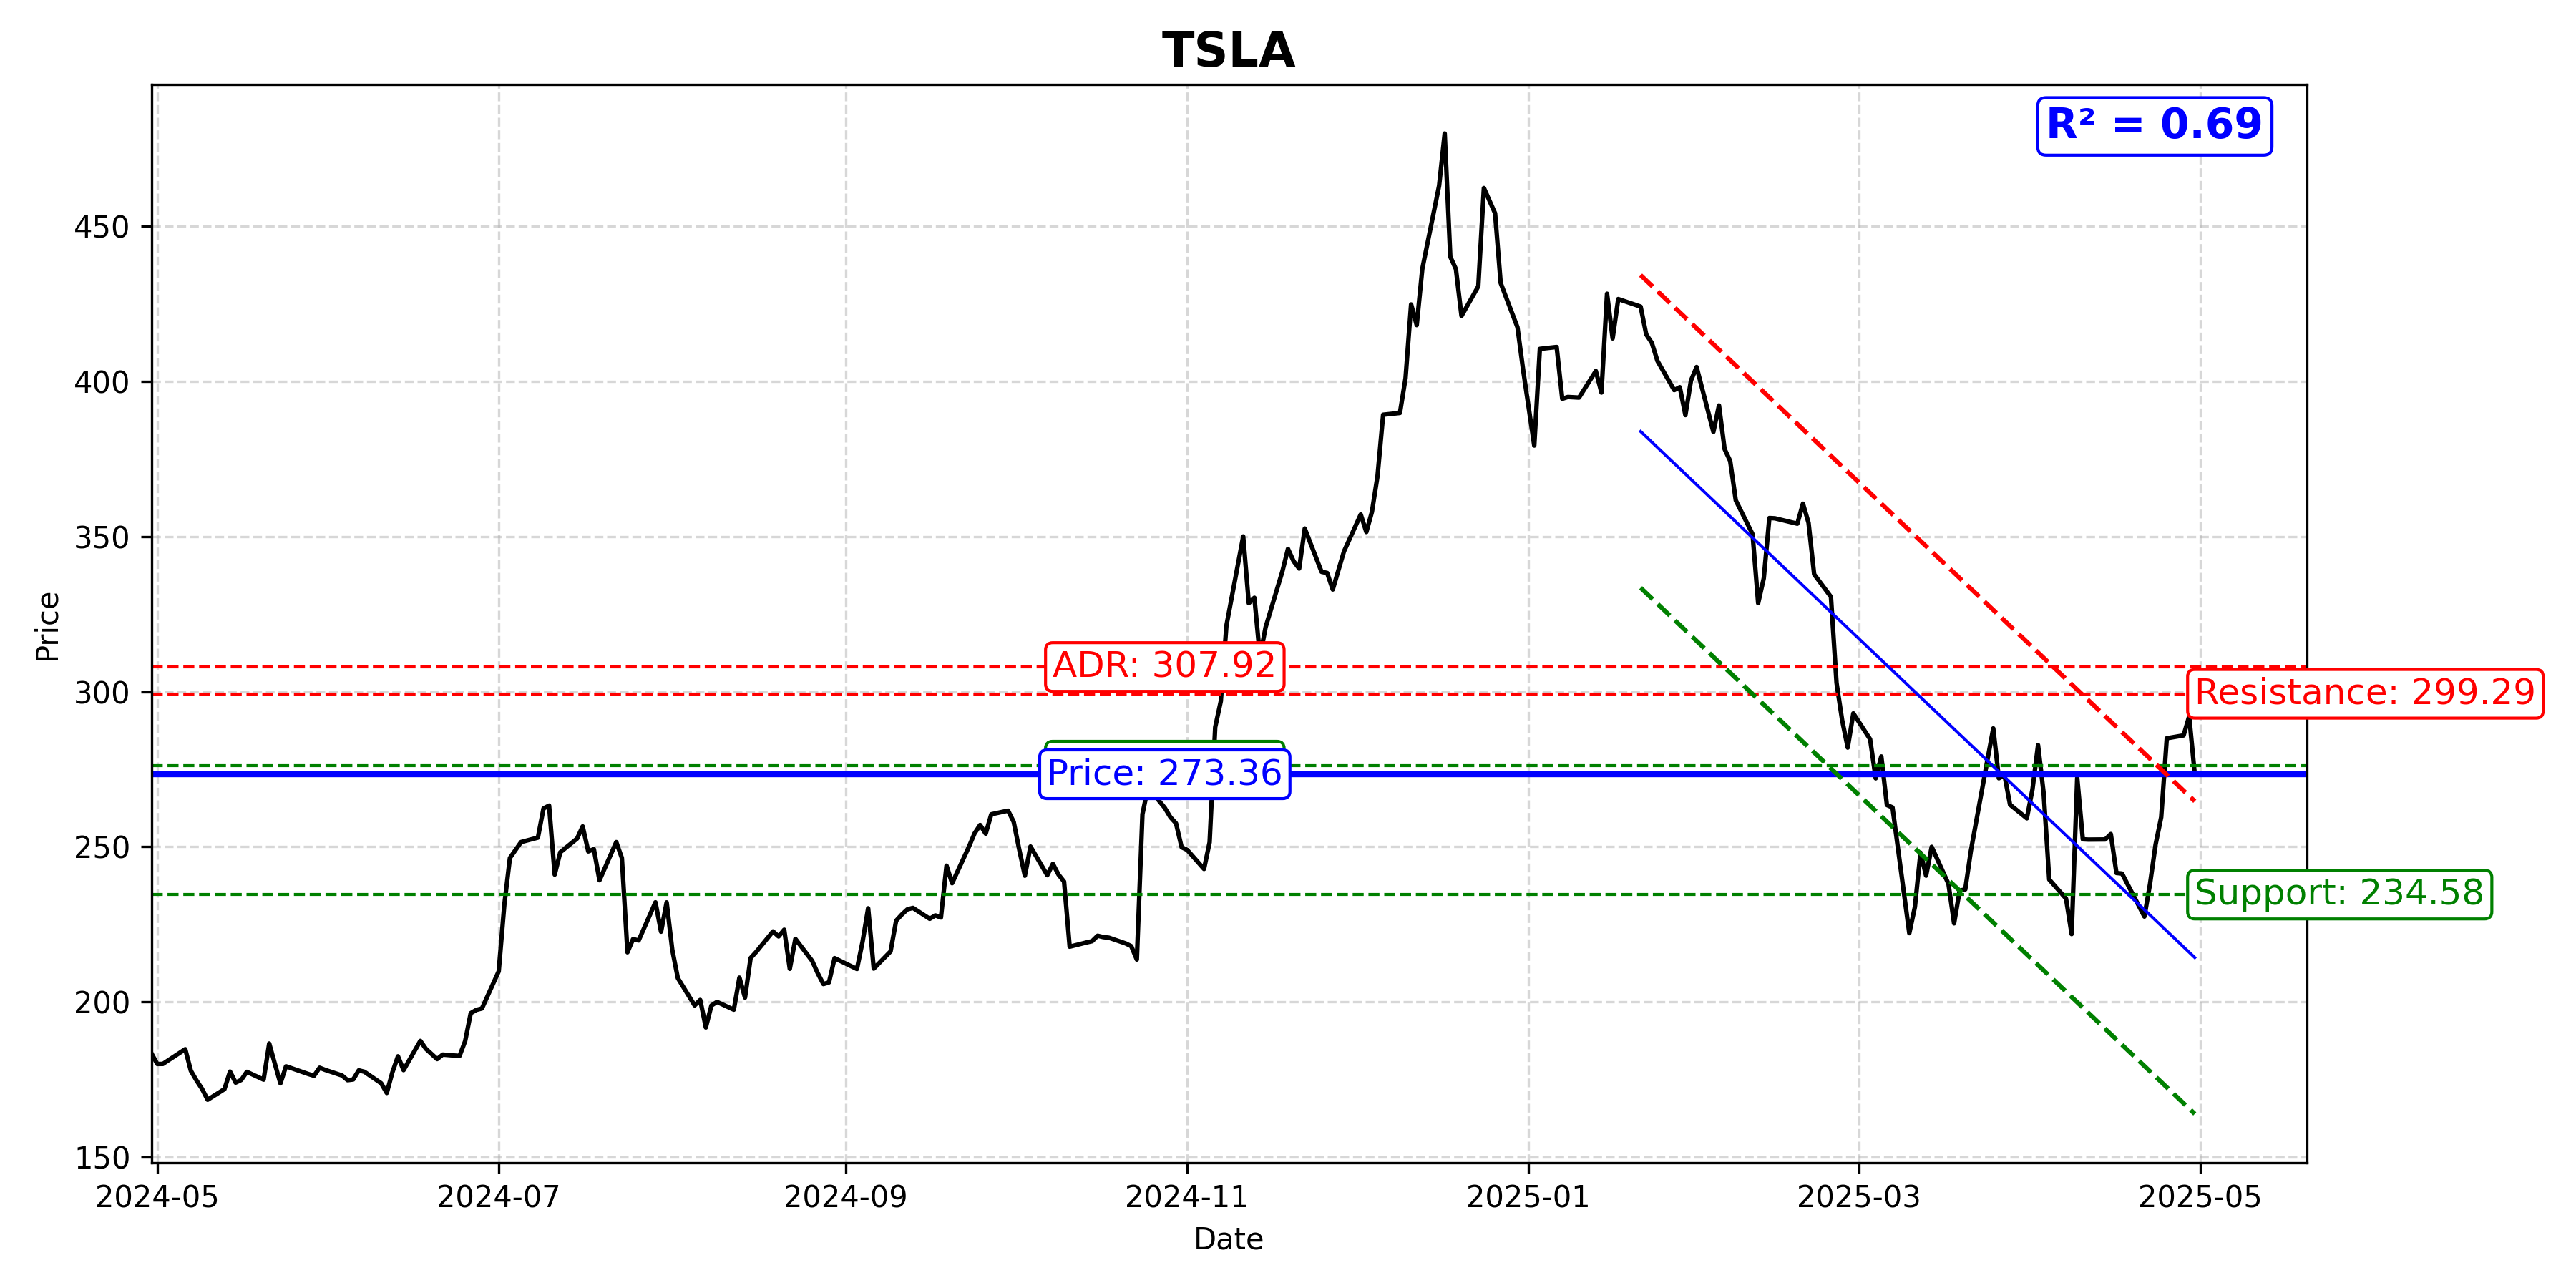 TSLA
R² = 0.69
Price
450
400
350
300
250
200
150
ADR: 307.92
Resistance: 299.29
Price: 273.36
Support: 234.58
2024-05
2024-07
2024-09
2024-11
2025-01
2025-03
2025-05
Date